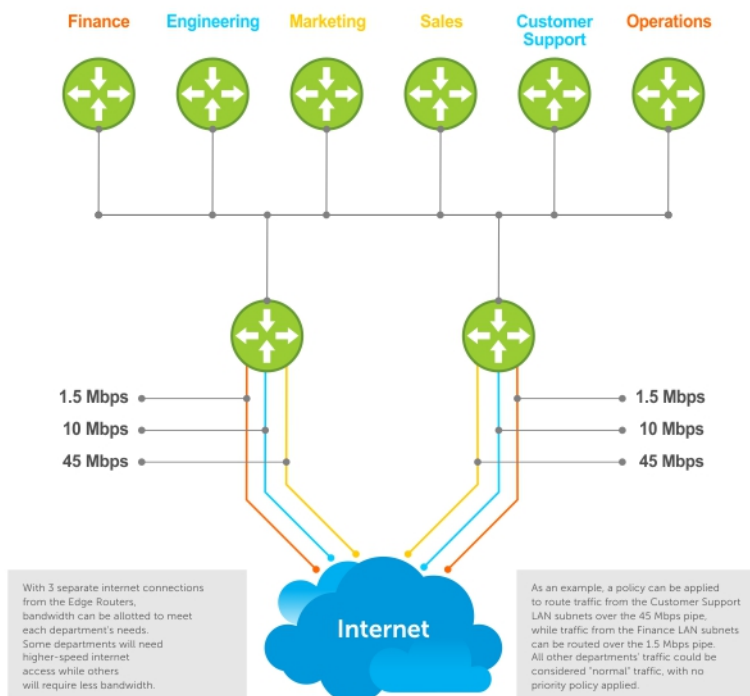 Finance
Engineering
Marketing
Sales
Customer
Support
Operations
1.5 Mbps
10 Mbps
45 Mbps
1.5 Mbps
10 Mbps
45 Mbps
Internet
With 3 separate internet connections
from the Edge Routers,
bandwidth can be allotted to meet
each department's needs.
Some departments will need
higher-speed internet
access while others
will require less bandwidth.
As an example, a policy can be applied
to route traffic from the Customer Support
LAN subnets over the 45 Mbps pipe,
while traffic from the Finance LAN subnets
can be routed over the 1.5 Mbps pipe.
All other departments' traffic could be
considered "normal" traffic, with no
priority policy applied.